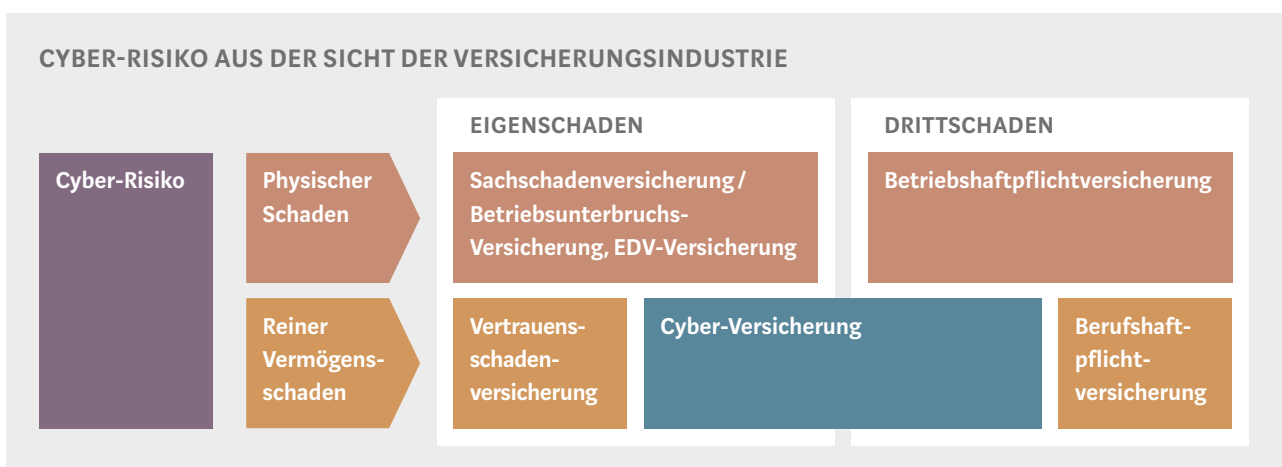 CYBER-RISIKO AUS DER SICHT DER VERSICHERUNGSINDUSTRIE
EIGENSCHADEN
DRITTSCHADEN
Cyber-Risiko
Physischer
Schaden
Sachschadenversicherung /
Betriebsunterbruchs-
Versicherung, EDV-Versicherung
Betriebshaftpflichtversicherung
Reiner
Vermögens-
schaden
Vertrauens-
schaden-
versicherung
Cyber-Versicherung
Berufshaft-
pflicht-
versicherung